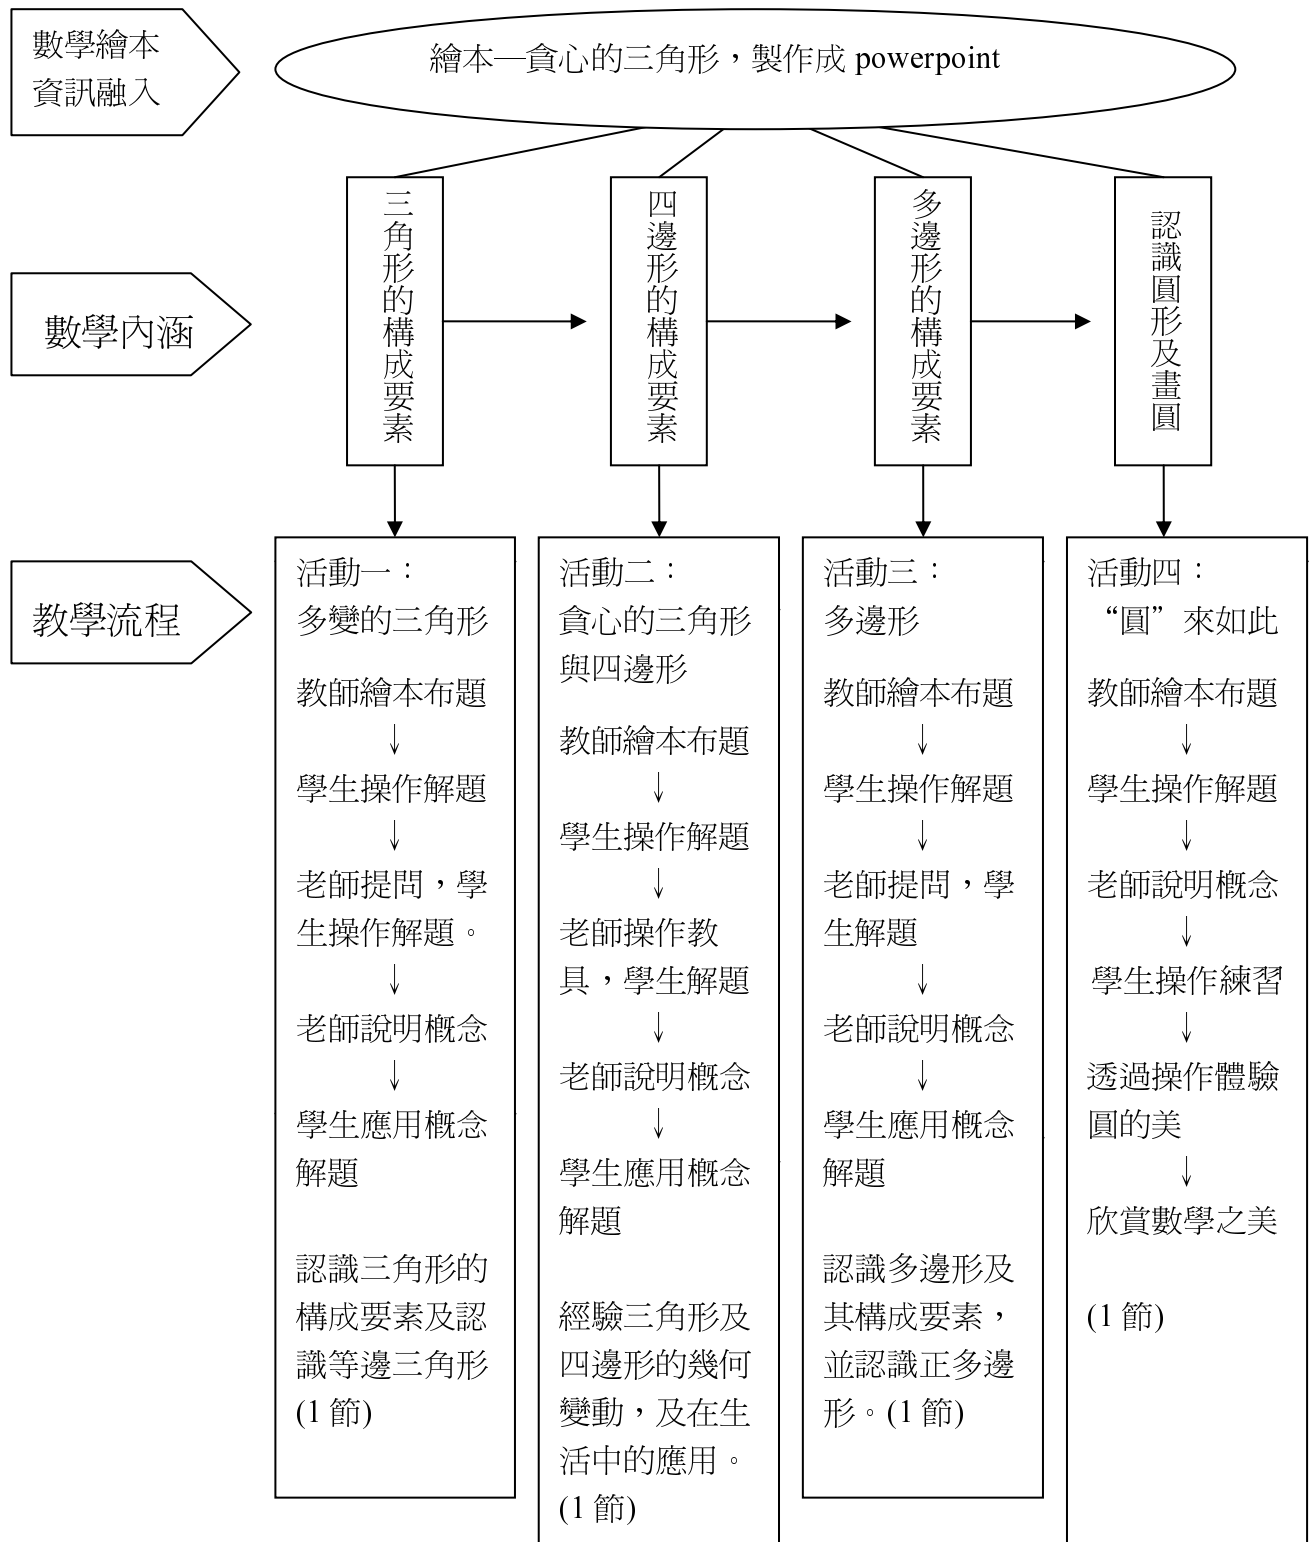 數學繪本
資訊融入
繪本—貪心的三角形，製作成 powerpoint
數學內涵
三角形的構成要素
四邊形的構成要素
多邊形的構成要素
認識圓形及畫圓
教學流程
活動一：
多變的三角形
教師繪本布題
↓
學生操作解題
↓
老師提問，學
生操作解題。
↓
老師說明概念
↓
學生應用概念
解題
認識三角形的
構成要素及認
識等邊三角形
(1 節)
活動二：
貪心的三角形
與四邊形
教師繪本布題
↓
學生操作解題
↓
老師操作教
具，學生解題
↓
老師說明概念
↓
學生應用概念
解題
經驗三角形及
四邊形的幾何
變動，及在生
活中的應用。
(1 節)
活動三：
多邊形
教師繪本布題
↓
學生操作解題
↓
老師提問，學
生解題
↓
老師說明概念
↓
學生應用概念
解題
認識多邊形及
其構成要素，
並認識正多邊
形。(1 節)
活動四：
“圓”來如此
教師繪本布題
↓
學生操作解題
↓
老師說明概念
↓
學生操作練習
↓
透過操作體驗
圓的美
↓
欣賞數學之美
(1 節)